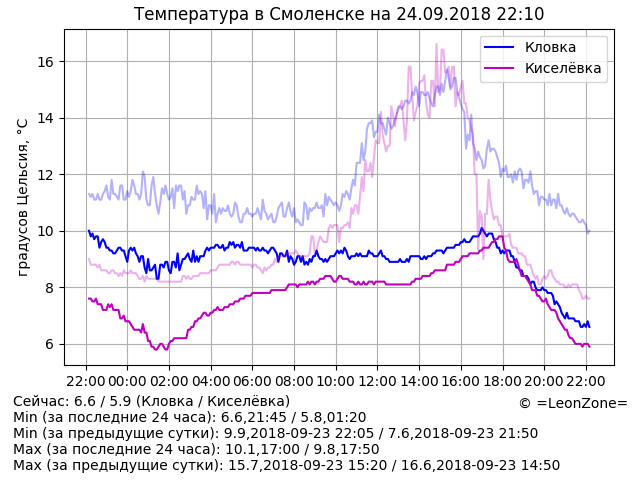 Температура в Смоленске на 24.09.2018 22:10
градусов Цельсия, °C
16
14
12
10
8
6
Кловка
Киселёвка
22:00 00:00 02:00 04:00 06:00 08:00 10:00 12:00 14:00 16:00 18:00 20:00 22:00
Сейчас: 6.6 / 5.9 (Кловка / Киселёвка)
© =LeonZone=
Min (за последние 24 часа): 6.6,21:45 / 5.8,01:20
Min (за предыдущие сутки): 9.9,2018-09-23 22:05 / 7.6,2018-09-23 21:50
Max (за последние 24 часа): 10.1,17:00 / 9.8,17:50
Max (за предыдущие сутки): 15.7,2018-09-23 15:20 / 16.6,2018-09-23 14:50